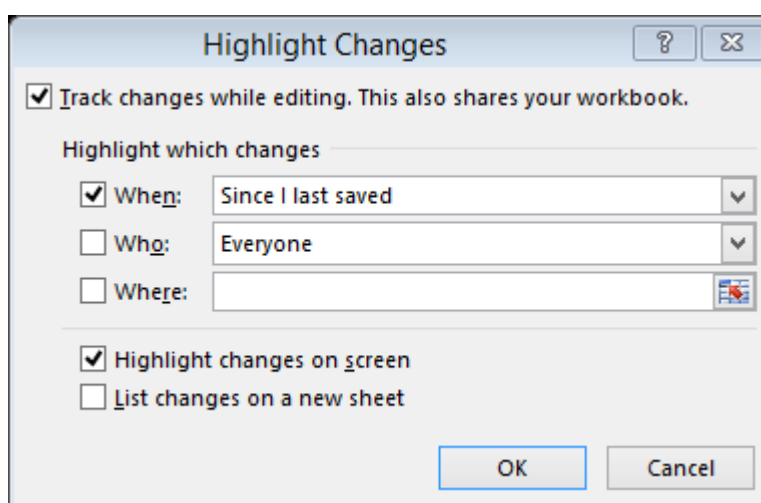 Highlight Changes
Track changes while editing. This also shares your workbook.
Highlight which changes
When: Since I last saved
Who: Everyone
Where:
Highlight changes on screen
List changes on a new sheet
OK Cancel